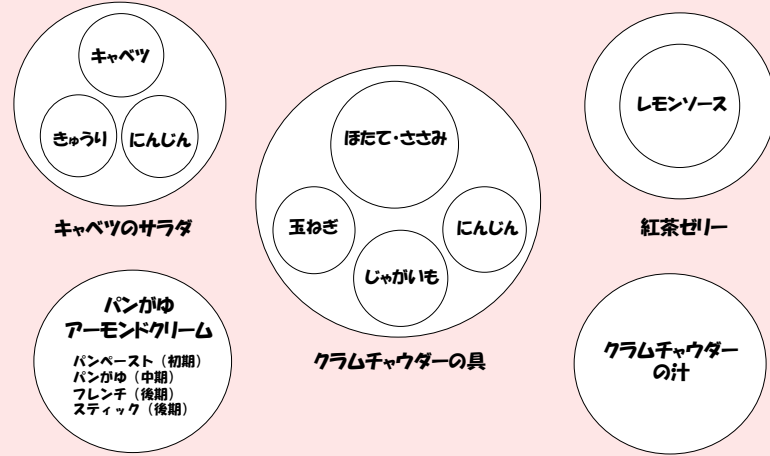 キャベツ
きゅうり
にんじん
キャベツのサラダ
ほたて・ささみ
玉ねぎ
にんじん
じゃがいも
クラムチャウダーの具
レモンソース
紅茶ゼリー
パンがゆ
アーモンドクリーム
パンペースト（初期）
パンがゆ（中期）
フレンチ（後期）
スティック（後期）
クラムチャウダー
の汁